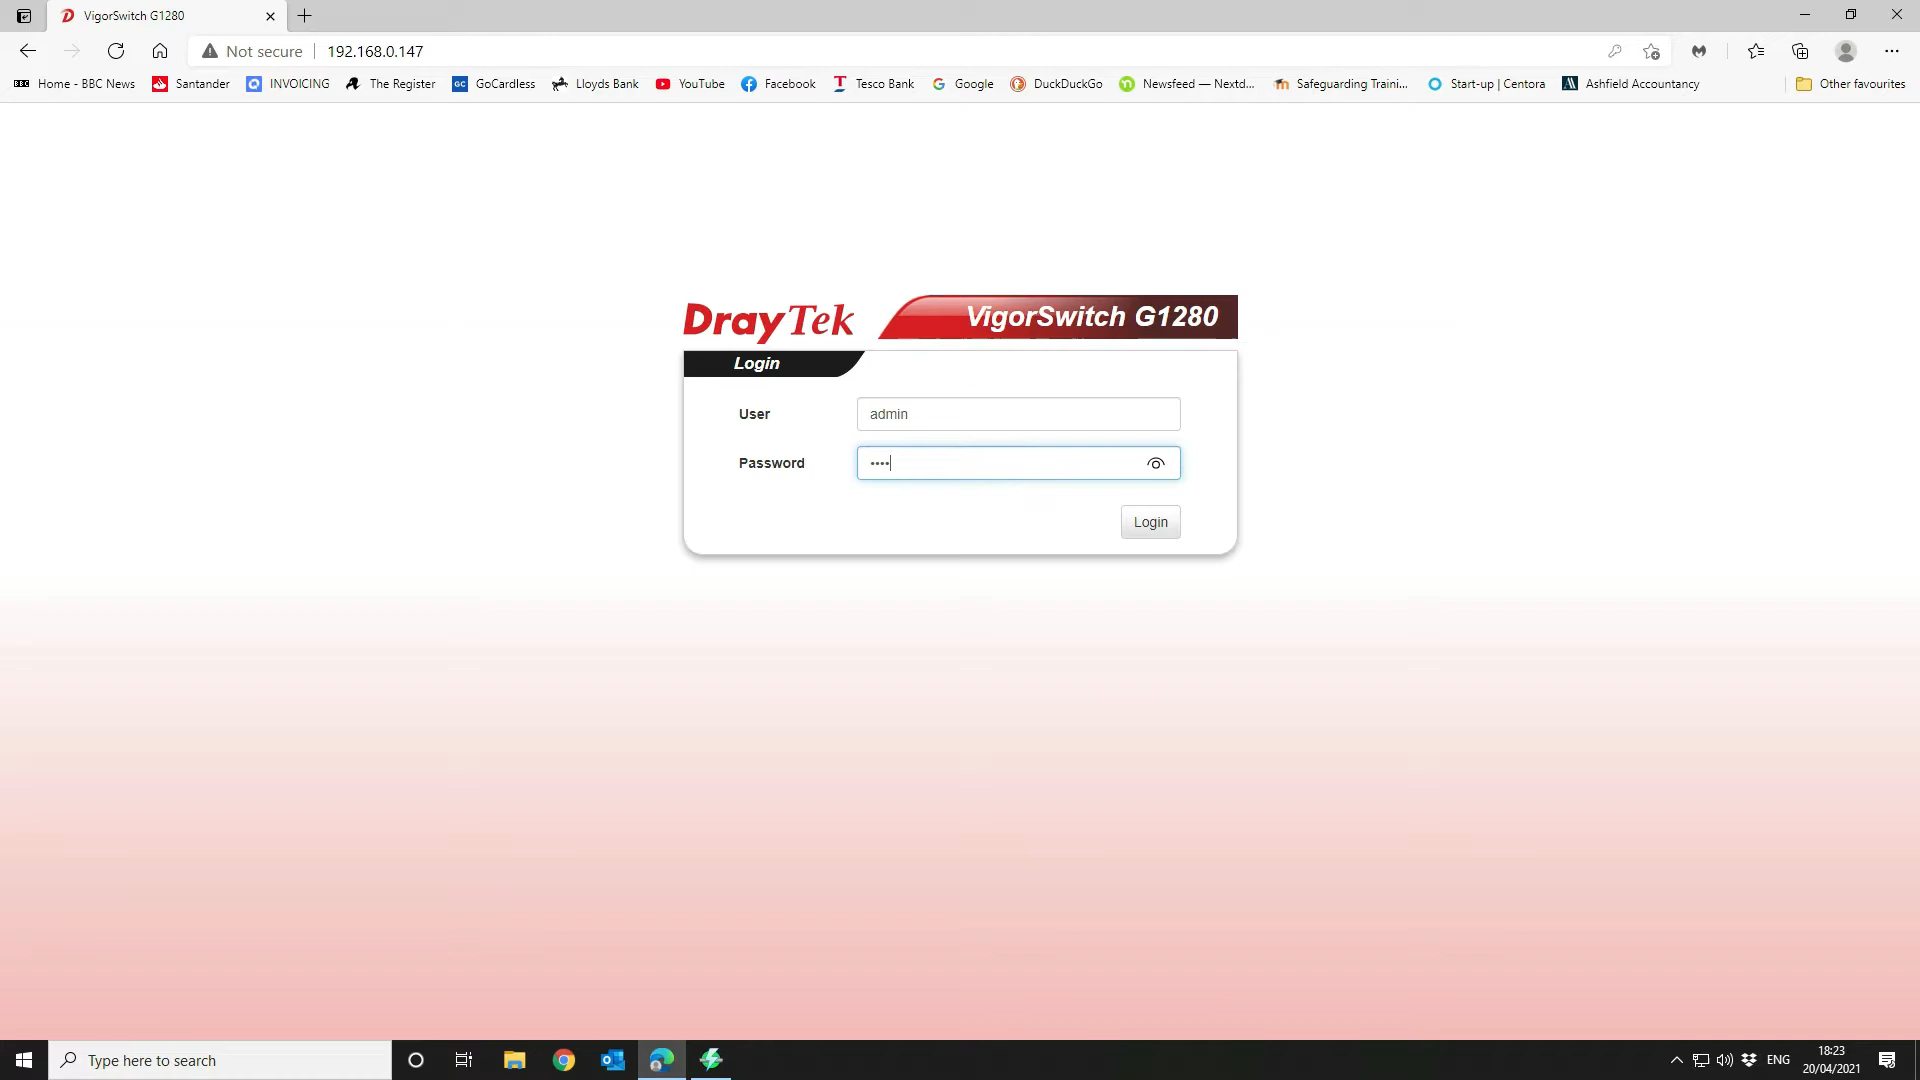 VigorSwitch G1280
Not secure
192.168.0.147
BBC Home - BBC News
Santander
INVOICING
The Register
GC GoCardless
Lloyds Bank
YouTube
Facebook
Tesco Bank
Google
DuckDuckGo
Newsfeed — Nextd...
Safeguarding Traini...
Start-up | Centora
Ashfield Accountancy
Other favourites
DrayTek
VigorSwitch G1280
Login
User
admin
Password
••••
Login
Type here to search
ENG
18:23
20/04/2021